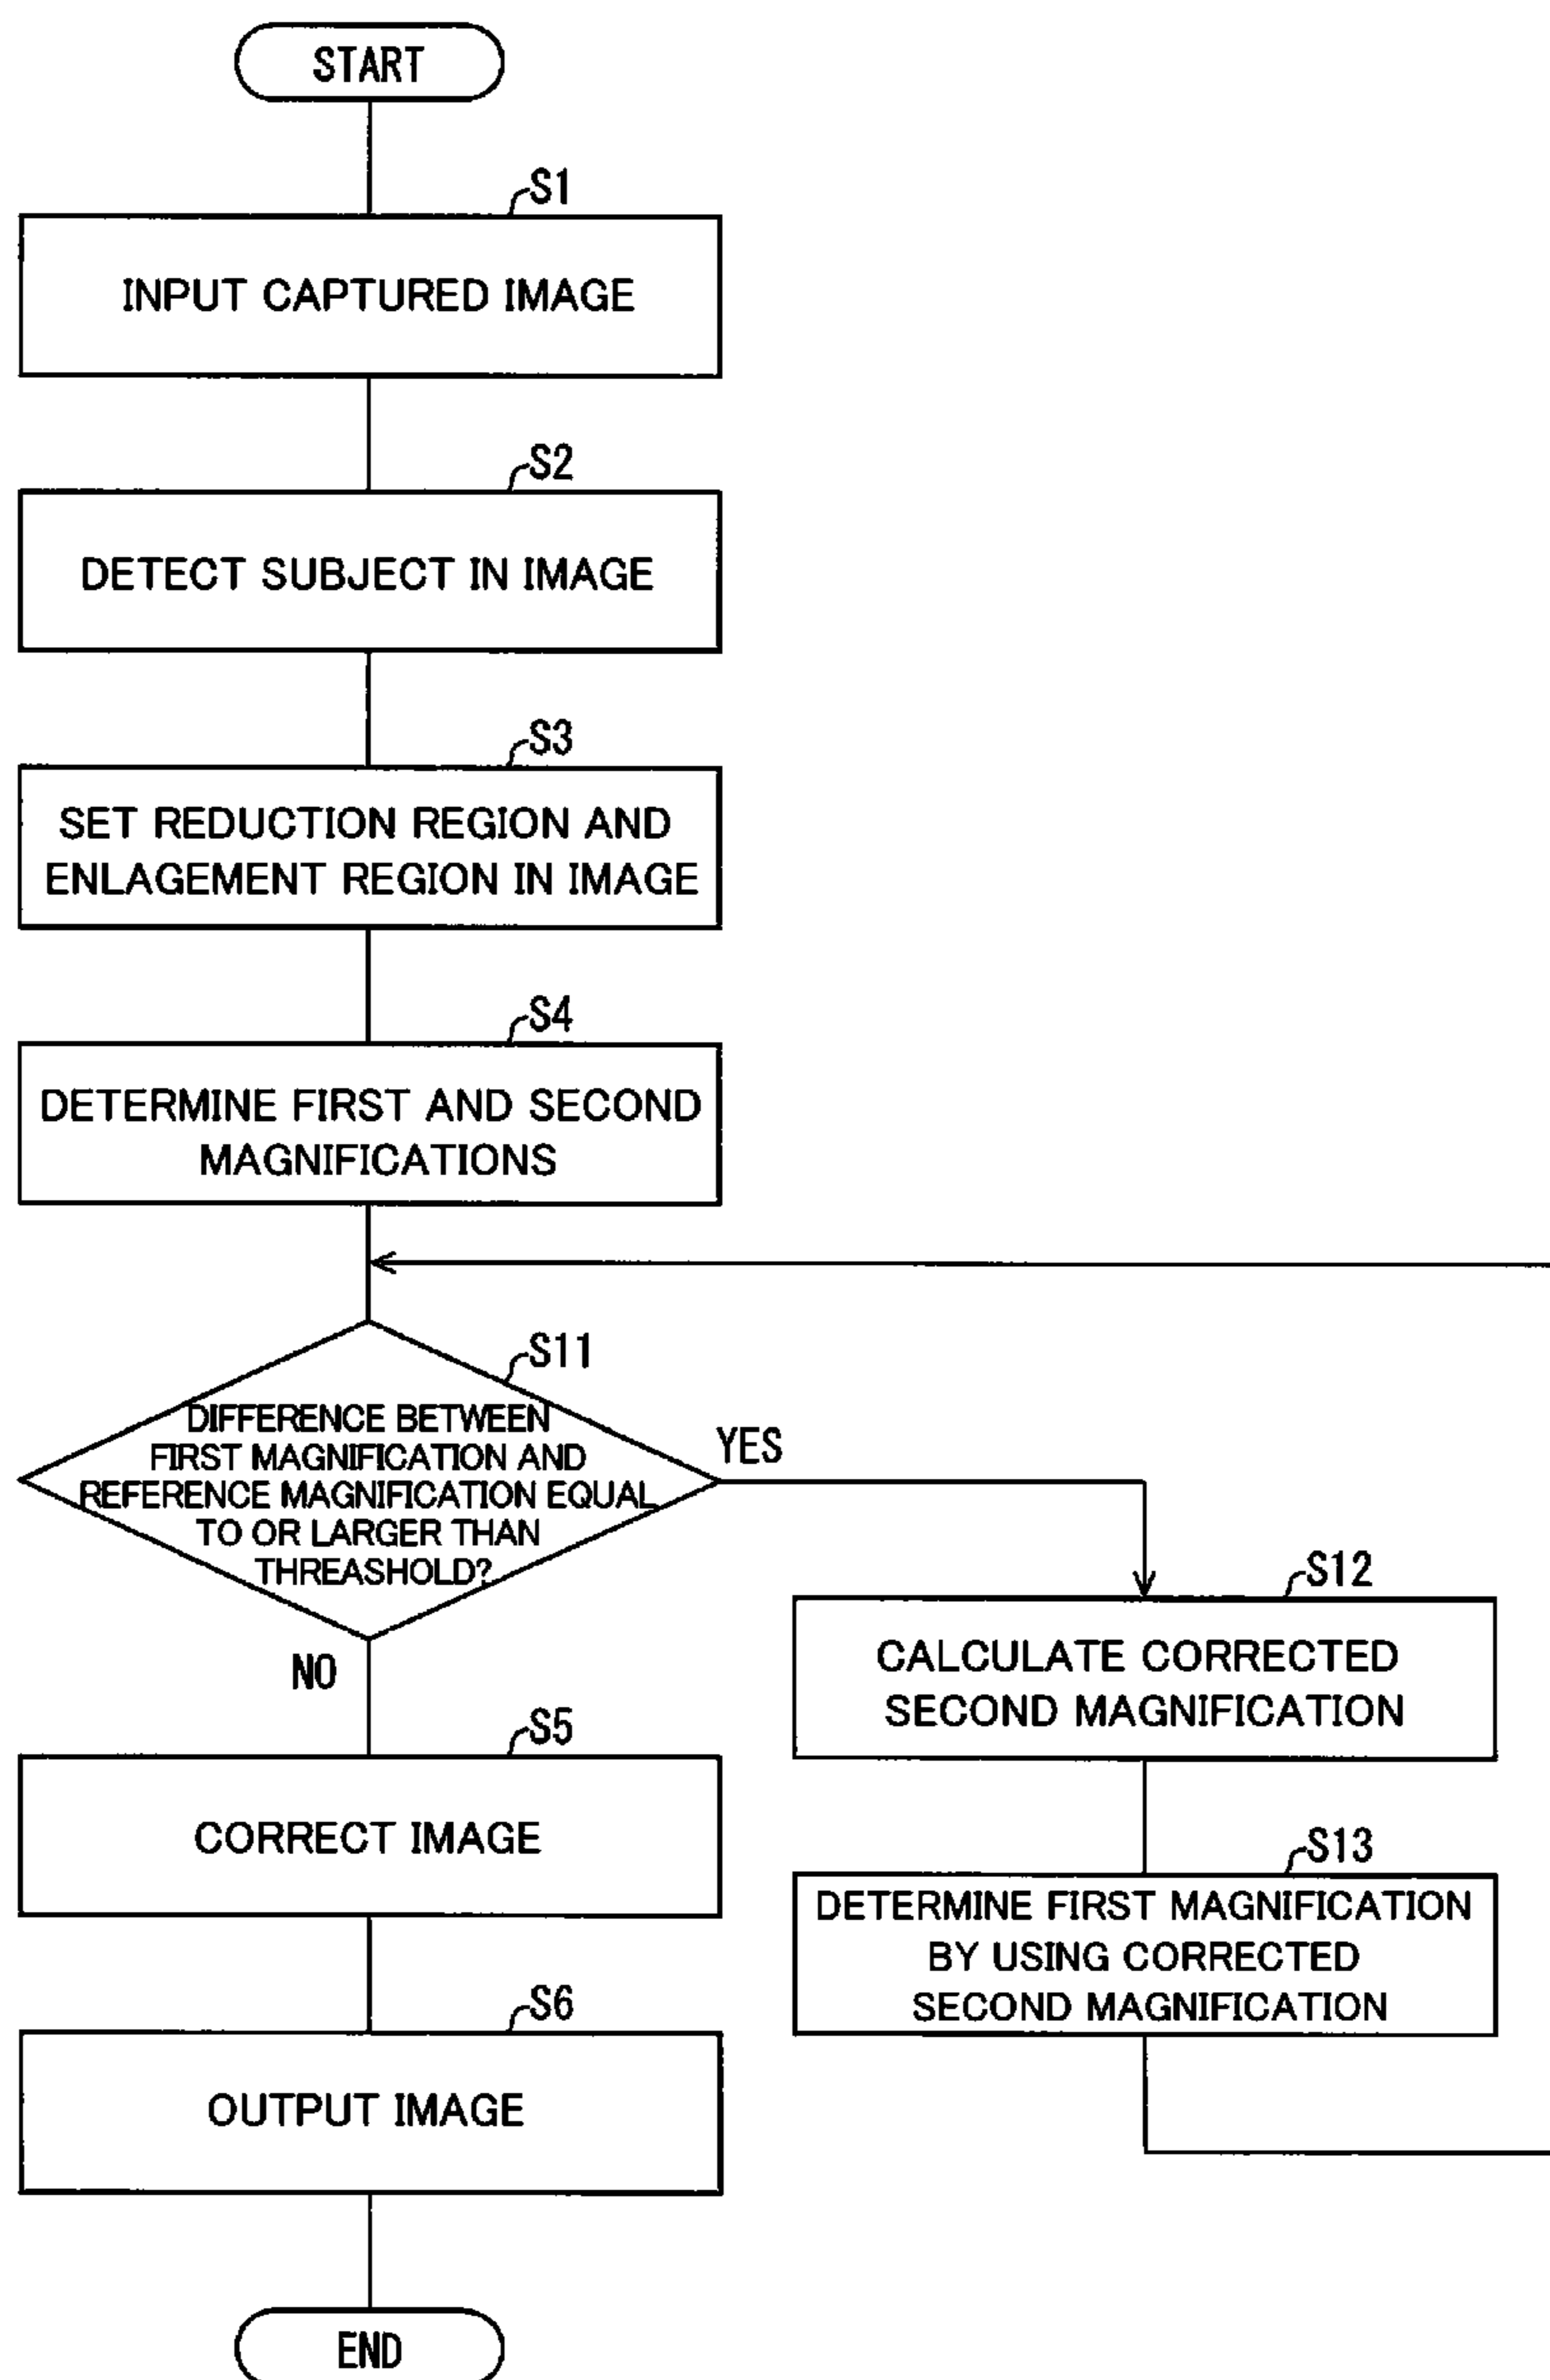 START
S1
INPUT CAPTURED IMAGE
S2
DETECT SUBJECT IN IMAGE
S3
SET REDUCTION REGION AND
ENLAGEMENT REGION IN IMAGE
S4
DETERMINE FIRST AND SECOND
MAGNIFICATIONS
S11
DIFFERENCE BETWEEN
FIRST MAGNIFICATION AND
REFERENCE MAGNIFICATION EQUAL
TO OR LARGER THAN
THREASHOLD?
YES
NO
S12
CALCULATE CORRECTED
SECOND MAGNIFICATION
S13
DETERMINE FIRST MAGNIFICATION
BY USING CORRECTED
SECOND MAGNIFICATION
S5
CORRECT IMAGE
S6
OUTPUT IMAGE
END